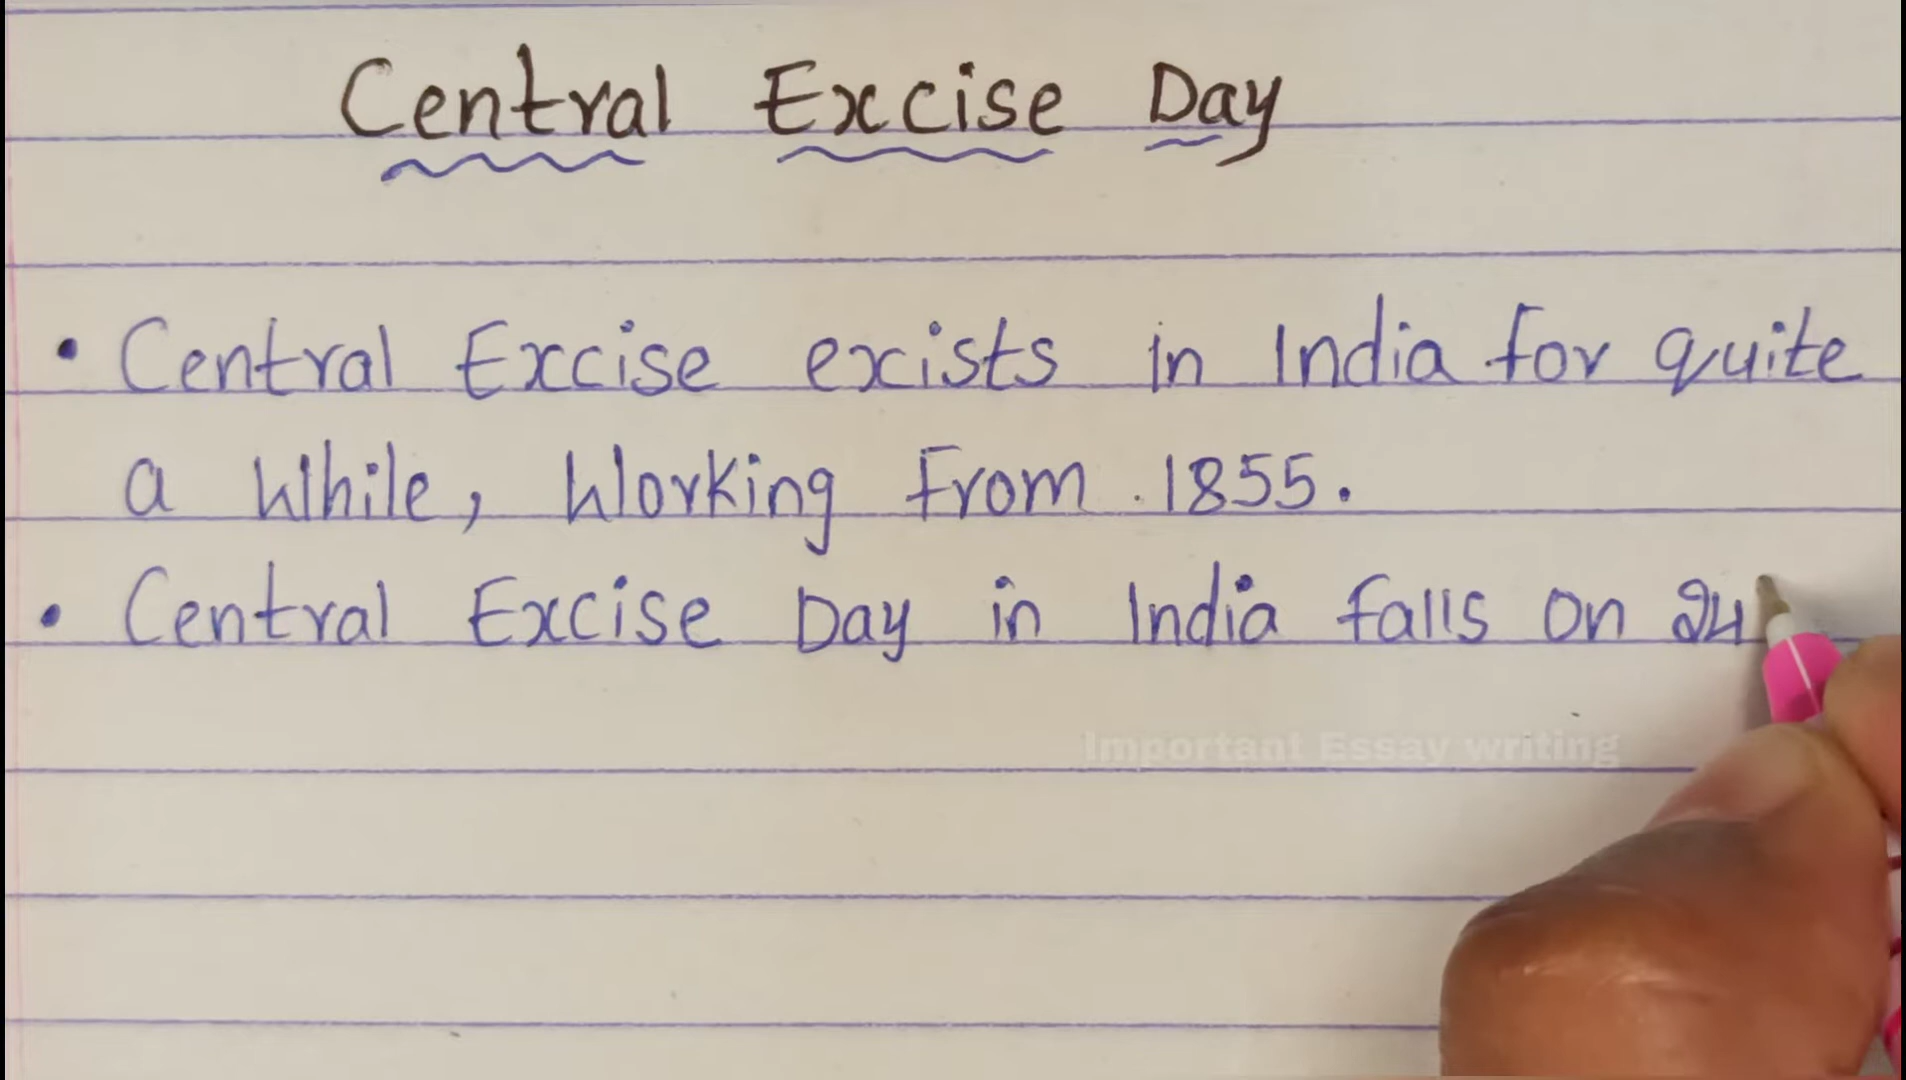 Central Excise Day
• Central Excise exists in India for quite
a While, Working From 1855.
• Central Excise Day in India falls on 24
Important Essay writing